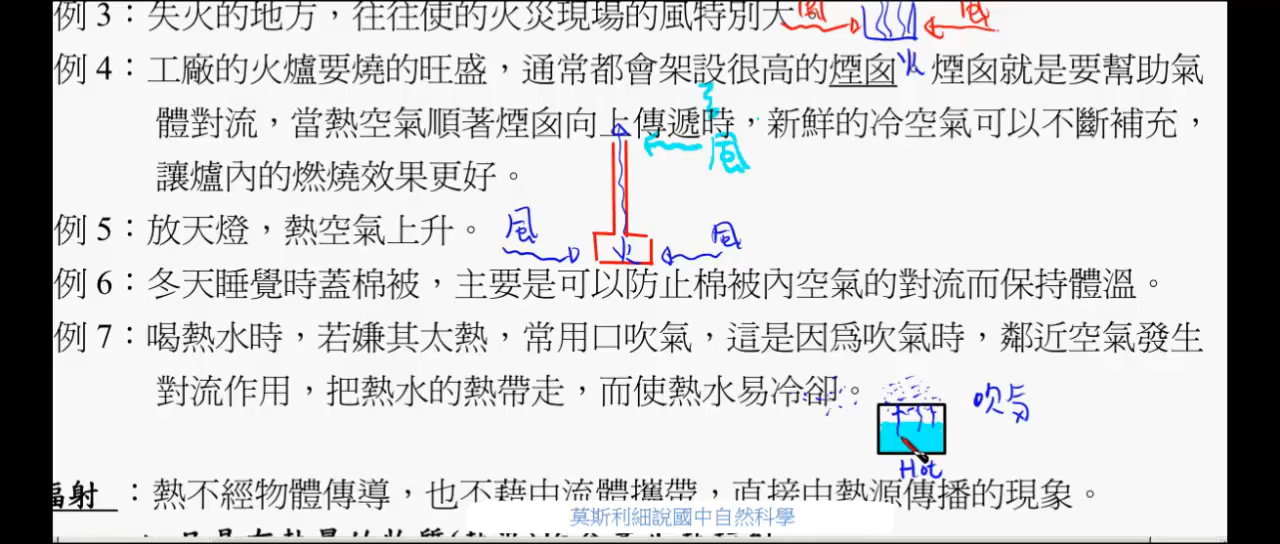 例 3：失火的地方，往往使的火災現場的風特別大
風
風
例 4：工廠的火爐要燒的旺盛，通常都會架設很高的煙囪 火 煙囪就是要幫助氣
體對流，當熱空氣順著煙囪向上傳遞時，新鮮的冷空氣可以不斷補充，
風
讓爐內的燃燒效果更好。
例 5：放天燈，熱空氣上升。
風
火
風
例 6：冬天睡覺時蓋棉被，主要是可以防止棉被內空氣的對流而保持體溫。
例 7：喝熱水時，若嫌其太熱，常用口吹氣，這是因為吹氣時，鄰近空氣發生
對流作用，把熱水的熱帶走，而使熱水易冷卻。
吹氣
Hot
輻射：熱不經物體傳導，也不藉由流體攜帶，直接由熱源傳播的現象。
莫斯利細說國中自然科學